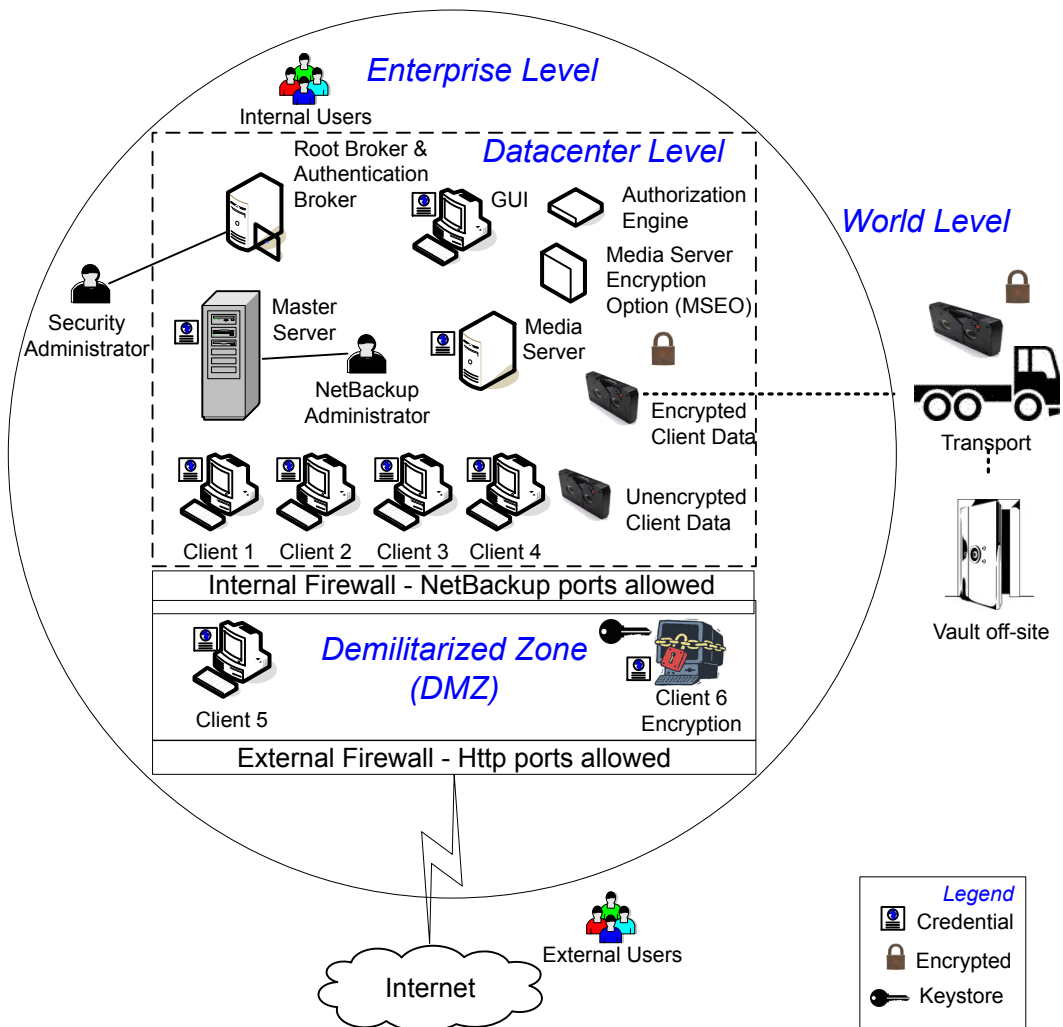 Enterprise Level
Internal Users
Datacenter Level
Root Broker &
Authentication
Broker
GUI
Authorization
Engine
World Level
Media Server
Encryption
Option (MSEO)
Security
Administrator
Master
Server
Media
Server
NetBackup
Administrator
Encrypted
Client Data
Transport
Unencrypted
Client Data
Client 1
Client 2
Client 3
Client 4
Internal Firewall - NetBackup ports allowed
Vault off-site
Demilitarized Zone
(DMZ)
Client 5
Client 6
Encryption
External Firewall - Http ports allowed
External Users
Internet
Legend
Credential
Encrypted
Keystore